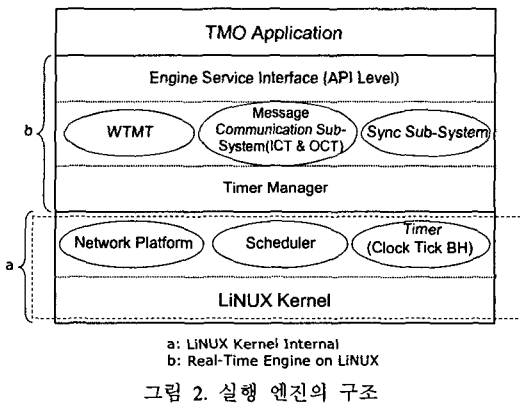 TMO Application
Engine Service Interface (API Level)
b
WTMT
Message
Communication Sub-
System(ICT & OCT)
Sync Sub-System
Timer Manager
a
Network Platform
Scheduler
Timer
(Clock Tick BH)
LiNUX Kernel
a: LiNUX Kernel Internal
b: Real-Time Engine on LiNUX
그림 2. 실행 엔진의 구조